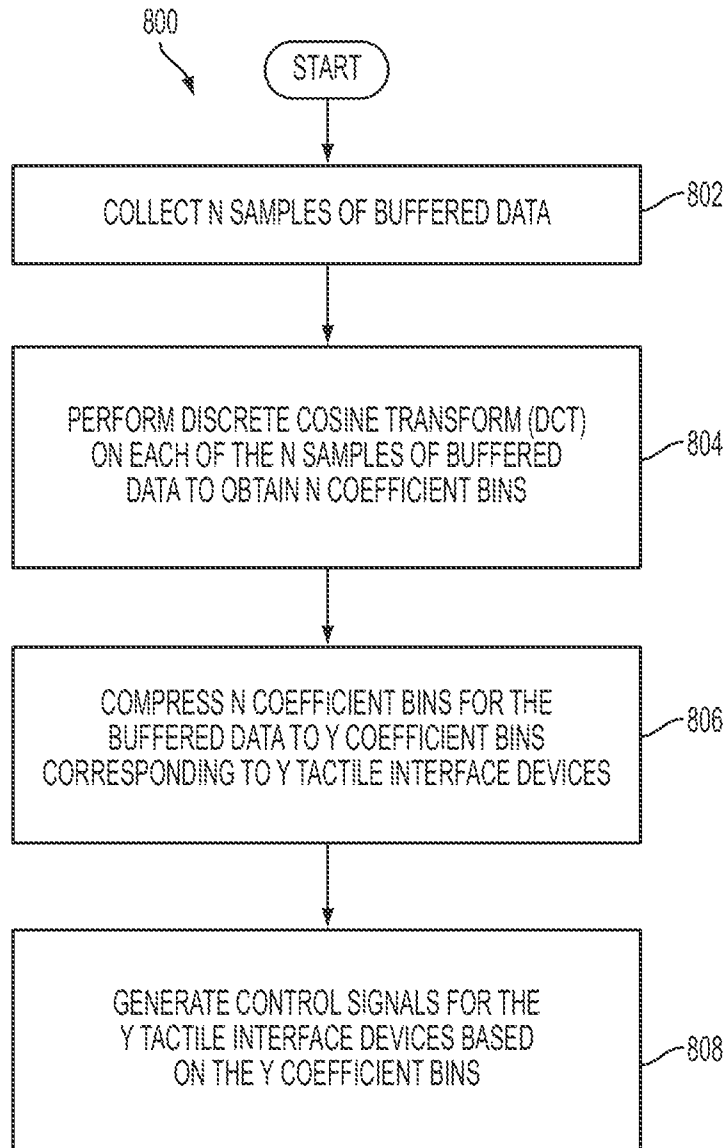 800
START
COLLECT N SAMPLES OF BUFFERED DATA
802
PERFORM DISCRETE COSINE TRANSFORM (DCT)
ON EACH OF THE N SAMPLES OF BUFFERED
DATA TO OBTAIN N COEFFICIENT BINS
804
COMPRESS N COEFFICIENT BINS FOR THE
BUFFERED DATA TO Y COEFFICIENT BINS
CORRESPONDING TO Y TACTILE INTERFACE DEVICES
806
GENERATE CONTROL SIGNALS FOR THE
Y TACTILE INTERFACE DEVICES BASED
ON THE Y COEFFICIENT BINS
808